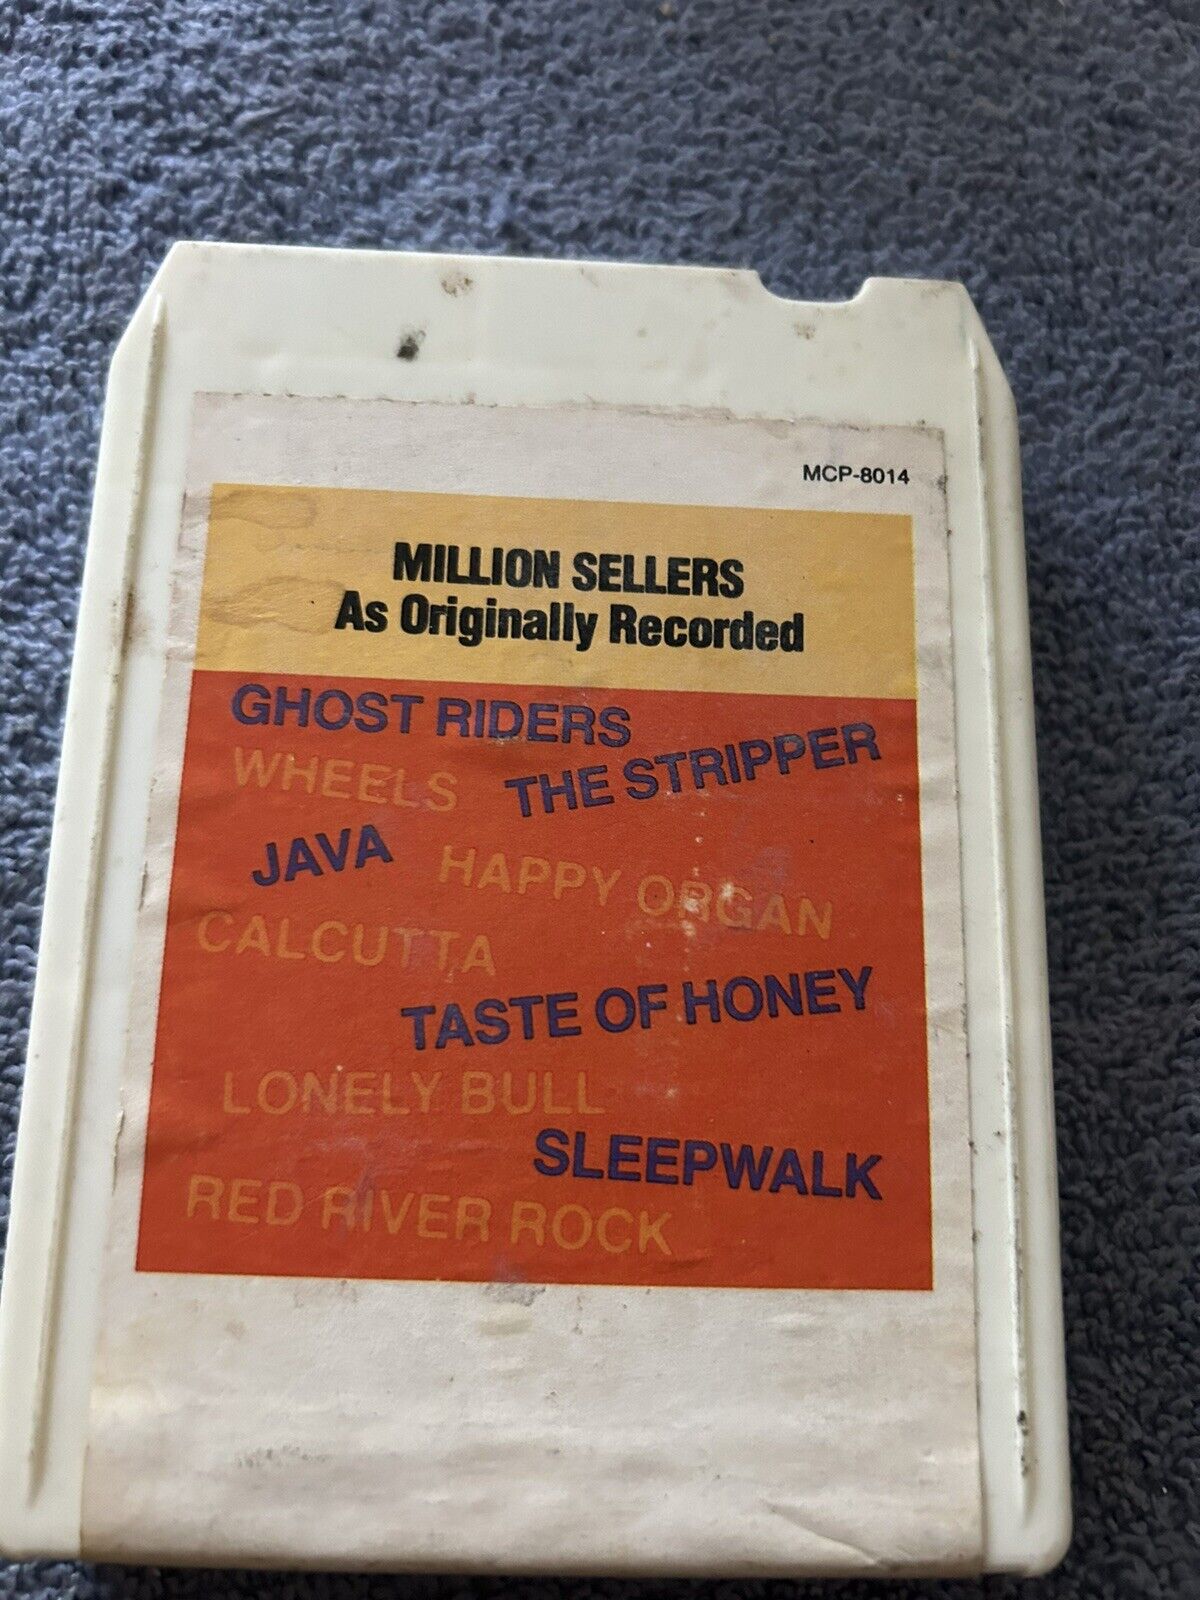 MCP-8014
MILLION SELLERS
As Originally Recorded
GHOST RIDERS
THE STRIPPER
WHEELS
JAVA
HAPPY ORGAN
CALCUTTA
TASTE OF HONEY
LONELY BULL
SLEEPWALK
RED RIVER ROCK